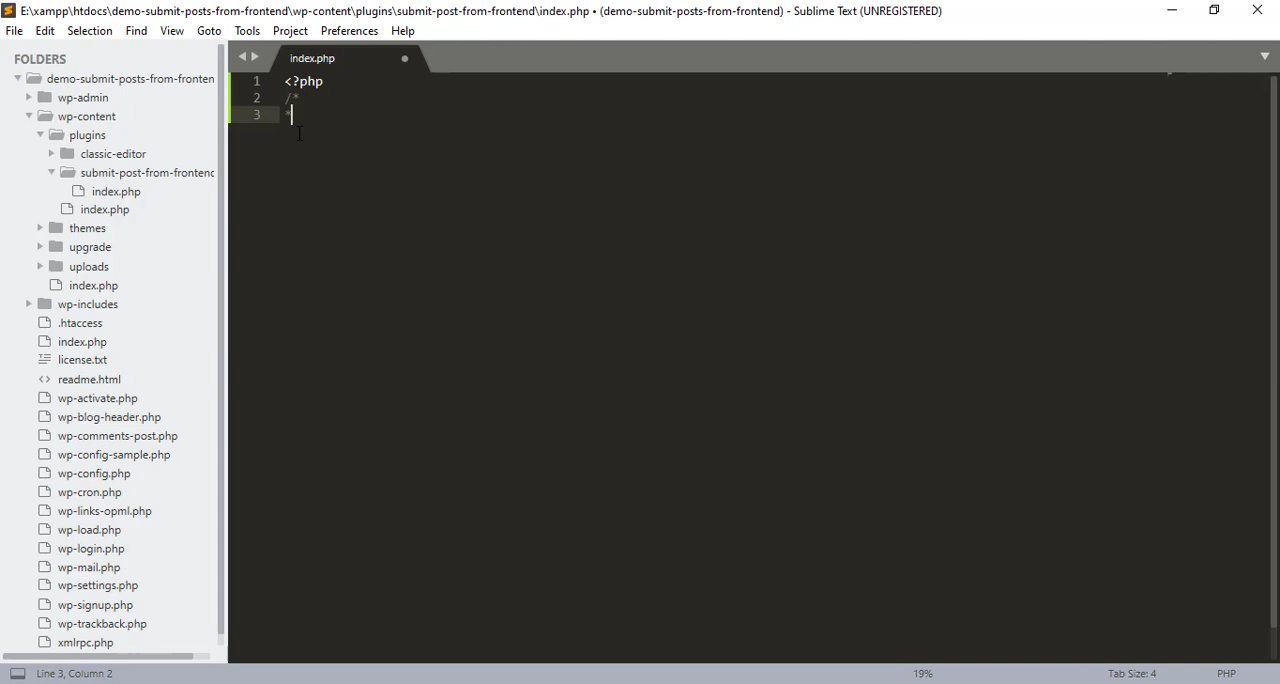 E:\xampp\htdocs\demo-submit-posts-from-frontend\wp-content\plugins\submit-post-from-frontend\index.php • (demo-submit-posts-from-frontend) - Sublime Text (UNREGISTERED)
File Edit Selection Find View Goto Tools Project Preferences Help
FOLDERS
demo-submit-posts-from-fronten
wp-admin
wp-content
plugins
classic-editor
submit-post-from-frontend
index.php
index.php
themes
upgrade
uploads
index.php
wp-includes
.htaccess
index.php
license.txt
readme.html
wp-activate.php
wp-blog-header.php
wp-comments-post.php
wp-config-sample.php
wp-config.php
wp-cron.php
wp-links-opml.php
wp-load.php
wp-login.php
wp-mail.php
wp-settings.php
wp-signup.php
wp-trackback.php
xmlrpc.php
index.php
1 <?php
2 /*
3 *
Line 3, Column 2 19% Tab Size: 4 PHP